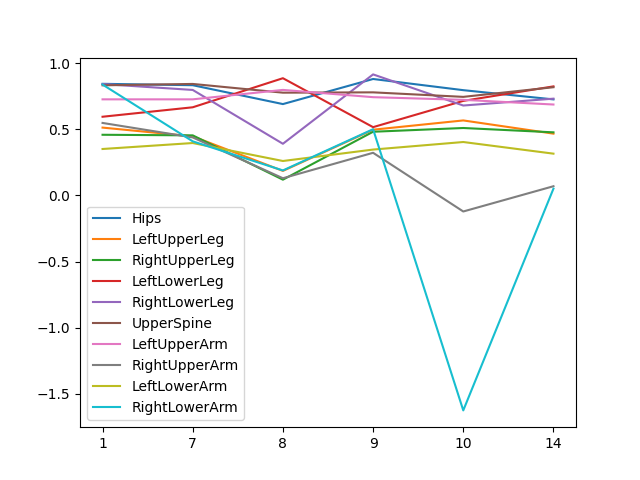 1.0
0.5
0.0
−0.5
−1.0
−1.5
Hips
LeftUpperLeg
RightUpperLeg
LeftLowerLeg
RightLowerLeg
UpperSpine
LeftUpperArm
RightUpperArm
LeftLowerArm
RightLowerArm
1 7 8 9 10 14